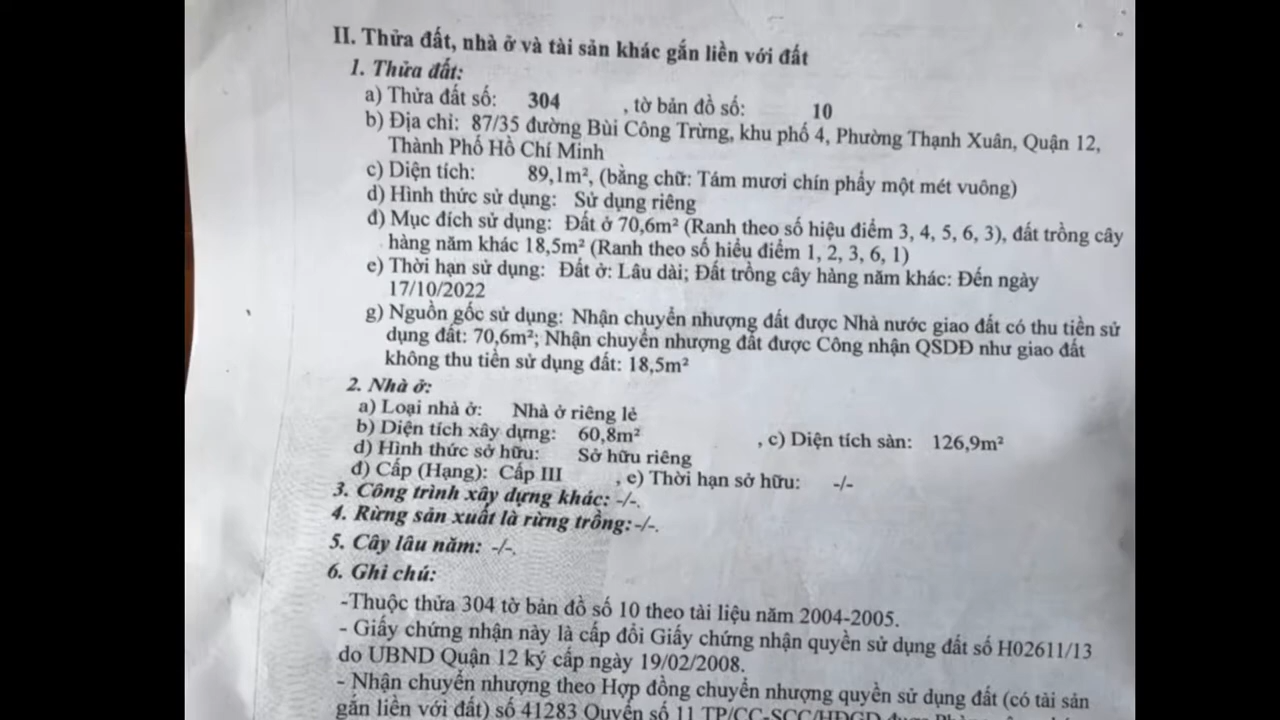 II. Thửa đất, nhà ở và tài sản khác gắn liền với đất
1. Thửa đất:
a) Thửa đất số: 304 , tờ bản đồ số: 10
b) Địa chỉ: 87/35 đường Bùi Công Trừng, khu phố 4, Phường Thạnh Xuân, Quận 12,
Thành Phố Hồ Chí Minh
c) Diện tích: 89,1m², (bằng chữ: Tám mươi chín phẩy một mét vuông)
d) Hình thức sử dụng: Sử dụng riêng
đ) Mục đích sử dụng: Đất ở 70,6m² (Ranh theo số hiệu điểm 3, 4, 5, 6, 3), đất trồng cây
hàng năm khác 18,5m² (Ranh theo số hiều điểm 1, 2, 3, 6, 1)
e) Thời hạn sử dụng: Đất ở: Lâu dài; Đất trồng cây hàng năm khác: Đến ngày
17/10/2022
g) Nguồn gốc sử dụng: Nhận chuyển nhượng đất được Nhà nước giao đất có thu tiền sử
dụng đất: 70,6m²; Nhận chuyển nhượng đất được Công nhận QSDĐ như giao đất
không thu tiền sử dụng đất: 18,5m²
2. Nhà ở:
a) Loại nhà ở: Nhà ở riêng lẻ
b) Diện tích xây dựng: 60,8m² , c) Diện tích sàn: 126,9m²
d) Hình thức sở hữu: Sở hữu riêng
đ) Cấp (Hạng): Cấp III , e) Thời hạn sở hữu: -/-
3. Công trình xây dựng khác: -/-.
4. Rừng sản xuất là rừng trồng: -/-.
5. Cây lâu năm: -/-.
6. Ghi chú:
-Thuộc thửa 304 tờ bản đồ số 10 theo tài liệu năm 2004-2005.
- Giấy chứng nhận này là cấp đổi Giấy chứng nhận quyền sử dụng đất số H02611/13
do UBND Quận 12 ký cấp ngày 19/02/2008.
- Nhận chuyển nhượng theo Hợp đồng chuyển nhượng quyền sử dụng đất (có tài sản
gắn liền với đất) số 41283 Quyển số 11 TP/CC-SCC/HĐGD được Phòng